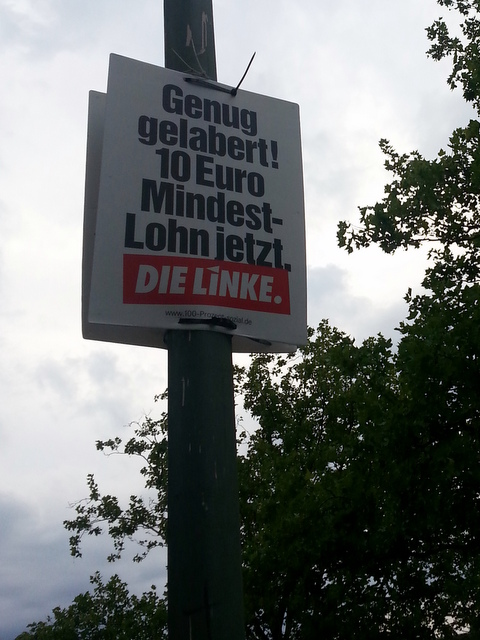 Genug
gelabert!
10 Euro
Mindest-
Lohn jetzt.
DIE LINKE.